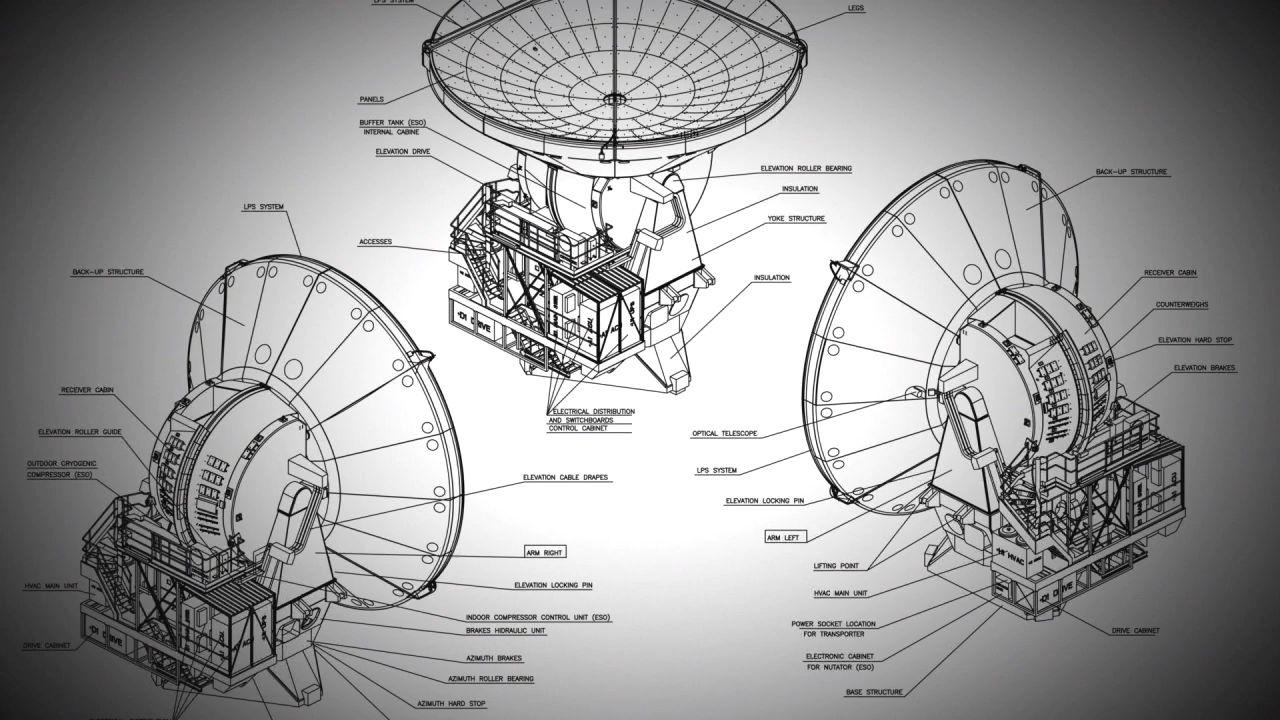 LPS SYSTEM
LEGS
PANELS
BUFFER TANK (ESO)
INTERNAL CABINE
ELEVATION DRIVE
ACCESSES
ELEVATION ROLLER BEARING
INSULATION
YOKE STRUCTURE
INSULATION
ELECTRICAL DISTRIBUTION
AND SWITCHBOARDS
CONTROL CABINET
LPS SYSTEM
BACK-UP STRUCTURE
RECEIVER CABIN
ELEVATION ROLLER GUIDE
OUTDOOR CRYOGENIC
COMPRESSOR (ESO)
HVAC MAIN UNIT
DRIVE CABINET
ELEVATION CABLE DRAPES
ARM RIGHT
ELEVATION LOCKING PIN
INDOOR COMPRESSOR CONTROL UNIT (ESO)
BRAKES HIDRAULIC UNIT
AZIMUTH BRAKES
AZIMUTH ROLLER BEARING
AZIMUTH HARD STOP
BACK-UP STRUCTURE
RECEIVER CABIN
COUNTERWEIGHS
ELEVATION HARD STOP
ELEVATION BRAKES
OPTICAL TELESCOPE
LPS SYSTEM
ELEVATION LOCKING PIN
ARM LEFT
LIFTING POINT
HVAC MAIN UNIT
POWER SOCKET LOCATION
FOR TRANSPORTER
ELECTRONIC CABINET
FOR NUTATOR (ESO)
BASE STRUCTURE
DRIVE CABINET
HVAC